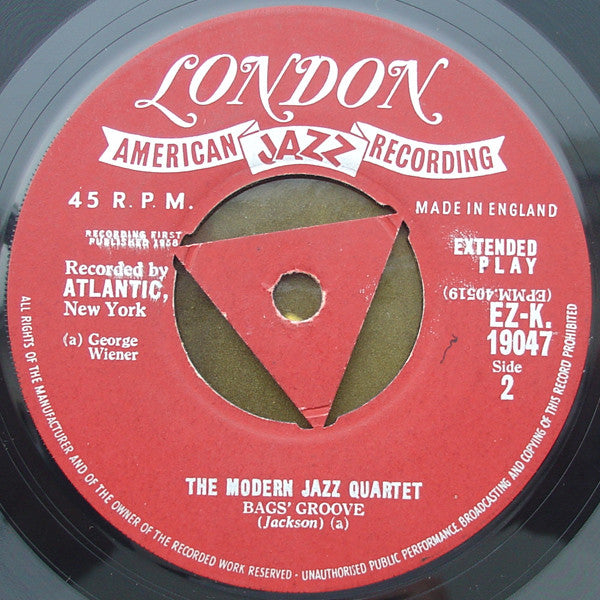 LONDON
AMERICAN JAZZ RECORDING
45 R.P.M.
MADE IN ENGLAND
RECORDING FIRST
PUBLISHED 1958
EXTENDED
PLAY
Recorded by
ATLANTIC,
New York
(EPMM.40519)
EZ-K.
19047
(a) George
Wiener
Side
2
THE MODERN JAZZ QUARTET
BAGS' GROOVE
(Jackson) (a)
ALL RIGHTS OF THE MANUFACTURER AND OF THE OWNER OF THE RECORDED WORK RESERVED - UNAUTHORISED PUBLIC PERFORMANCE, BROADCASTING AND COPYING OF THIS RECORD PROHIBITED